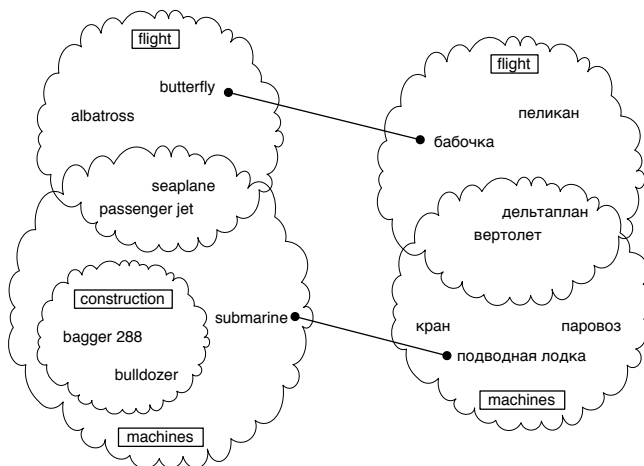 flight
butterfly
albatross
seaplane
passenger jet
construction
submarine
bagger 288
bulldozer
machines
flight
пеликан
бабочка
дельтаплан
вертолет
кран
паровоз
подводная лодка
machines